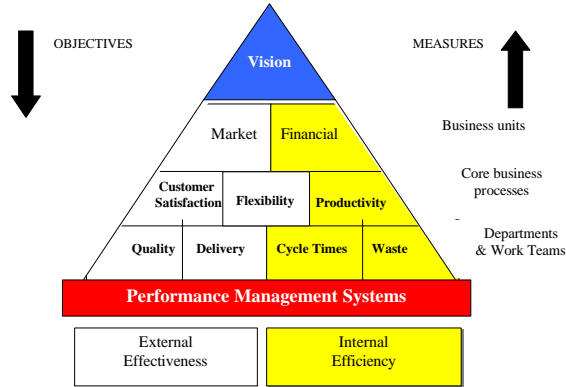 OBJECTIVES
MEASURES
Vision
Market
Financial
Business units
Customer
Satisfaction
Flexibility
Productivity
Core business
processes
Quality
Delivery
Cycle Times
Waste
Departments
& Work Teams
Performance Management Systems
External
Effectiveness
Internal
Efficiency